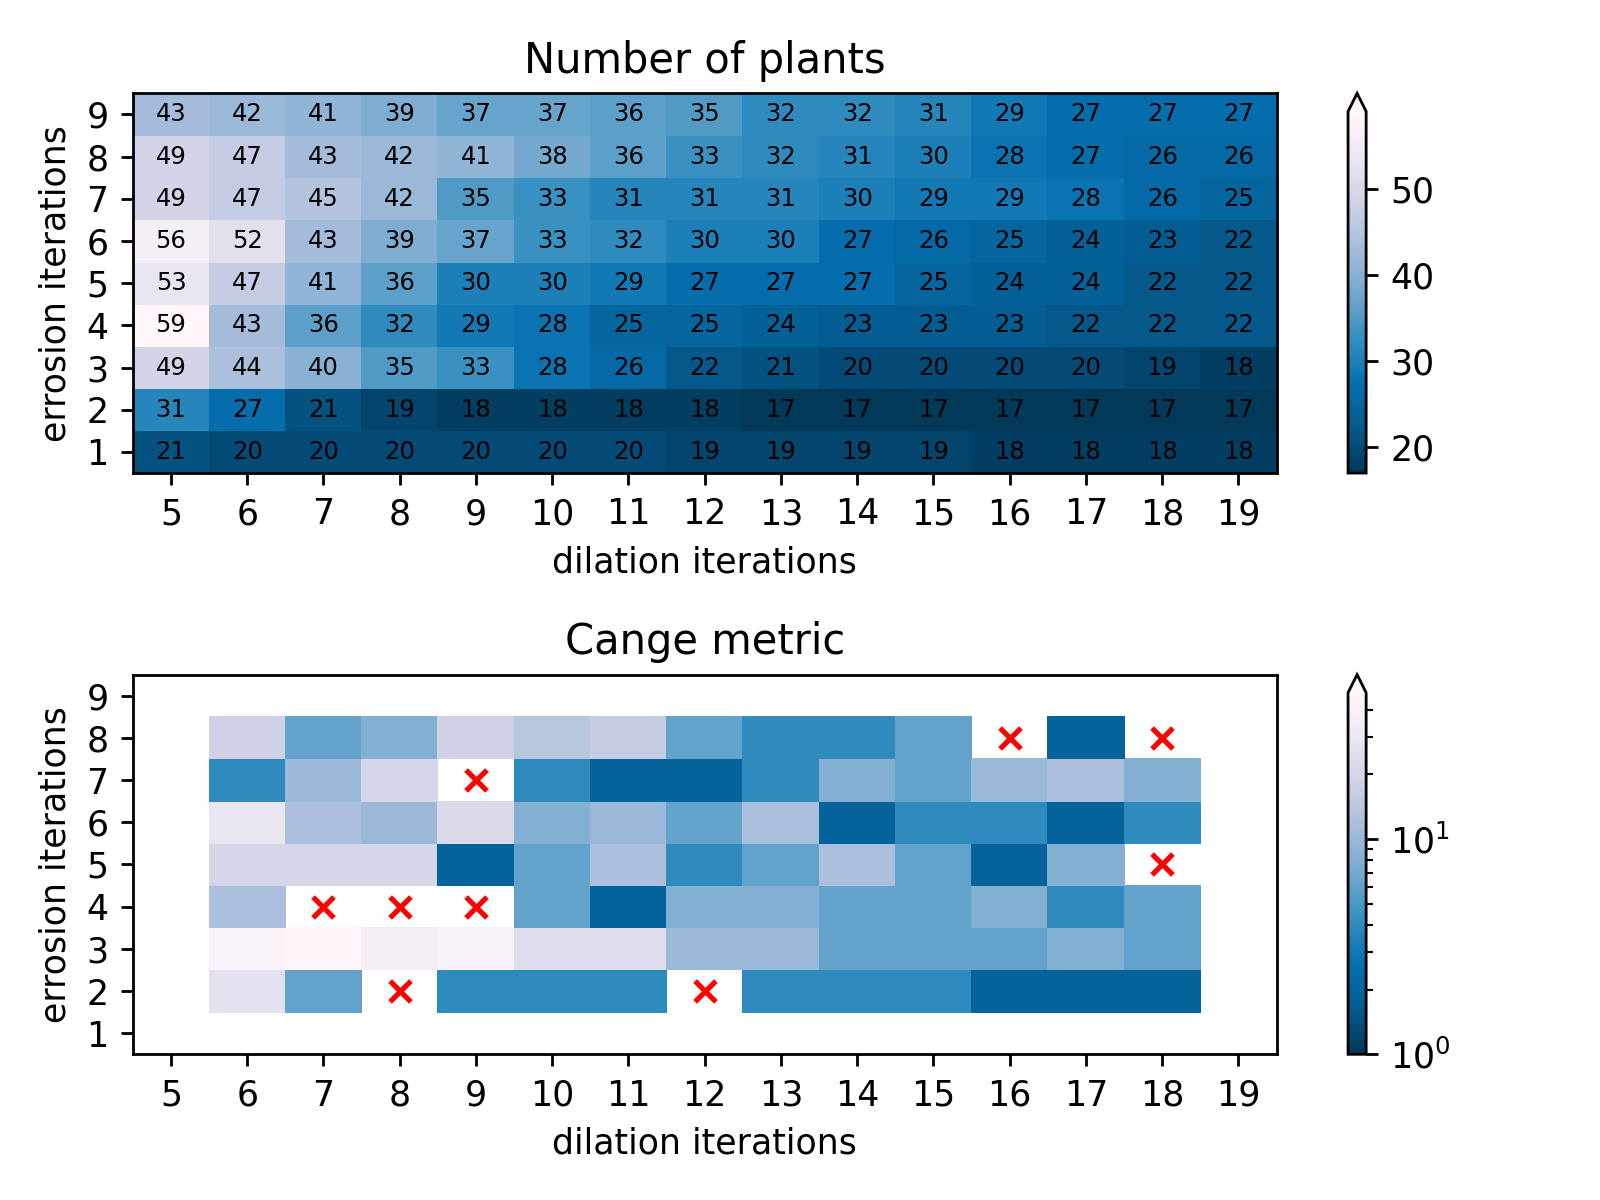 Number of plants
errosion iterations
9 43 42 41 39 37 37 36 35 32 32 31 29 27 27 27
8 49 47 43 42 41 38 36 33 32 31 30 28 27 26 26
7 49 47 45 42 35 33 31 31 31 30 29 29 28 26 25
6 56 52 43 39 37 33 32 30 30 27 26 25 24 23 22
5 53 47 41 36 30 30 29 27 27 27 25 24 24 22 22
4 59 43 36 32 29 28 25 25 24 23 23 23 22 22 22
3 49 44 40 35 33 28 26 22 21 20 20 20 20 19 18
2 31 27 21 19 18 18 18 18 17 17 17 17 17 17 17
1 21 20 20 20 20 20 20 19 19 19 19 18 18 18 18
5 6 7 8 9 10 11 12 13 14 15 16 17 18 19
dilation iterations
50
40
30
20
Cange metric
errosion iterations
9
8
7
6
5
4
3
2
1
5 6 7 8 9 10 11 12 13 14 15 16 17 18 19
dilation iterations
10¹
10⁰